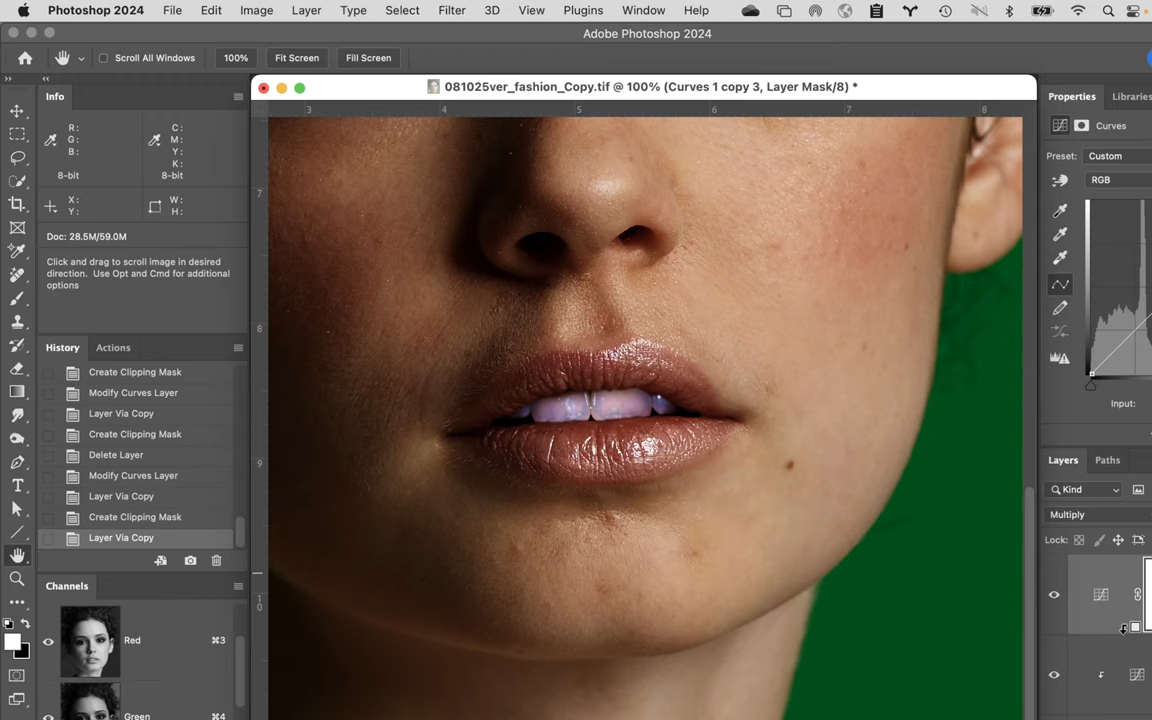 Photoshop 2024 File Edit Image Layer Type Select Filter 3D View Plugins Window Help
Adobe Photoshop 2024
Scroll All Windows 100% Fit Screen Fill Screen
081025ver_fashion_Copy.tif @ 100% (Curves 1 copy 3, Layer Mask/8) *
Info
R:
G:
B:
8-bit
C:
M:
Y:
K:
8-bit
X:
Y:
W:
H:
Doc: 28.5M/59.0M
Click and drag to scroll image in desired
direction. Use Opt and Cmd for additional
options
History Actions
Create Clipping Mask
Modify Curves Layer
Layer Via Copy
Create Clipping Mask
Delete Layer
Modify Curves Layer
Layer Via Copy
Create Clipping Mask
Layer Via Copy
Channels
Red ⌘3
Green ⌘4
3 4 5 6 7 8
7
8
9
10
Properties Libraries
Curves
Preset: Custom
RGB
Input:
Layers Paths
Kind
Multiply
Lock: